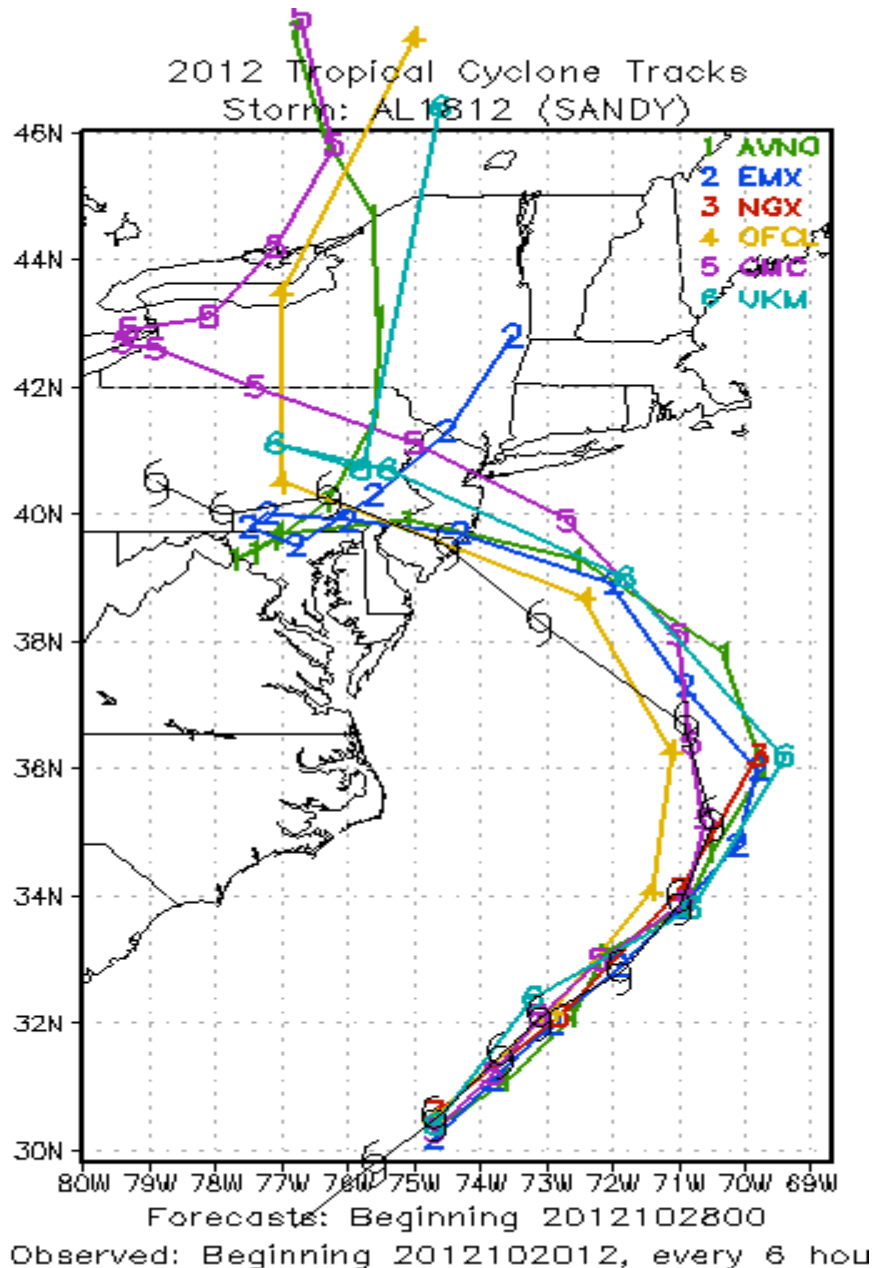 2012 Tropical Cyclone Tracks
Storm: AL1812 (SANDY)
46N
44N
42N
40N
38N
36N
34N
32N
30N
1 AVNO
2 EMX
3 NGX
4 OFCL
5 CMC
6 UKM
80W 79W 78W 77W 76W 75W 74W 73W 72W 71W 70W 69W
Forecasts: Beginning 2012102800
Observed: Beginning 2012102012, every 6 hou